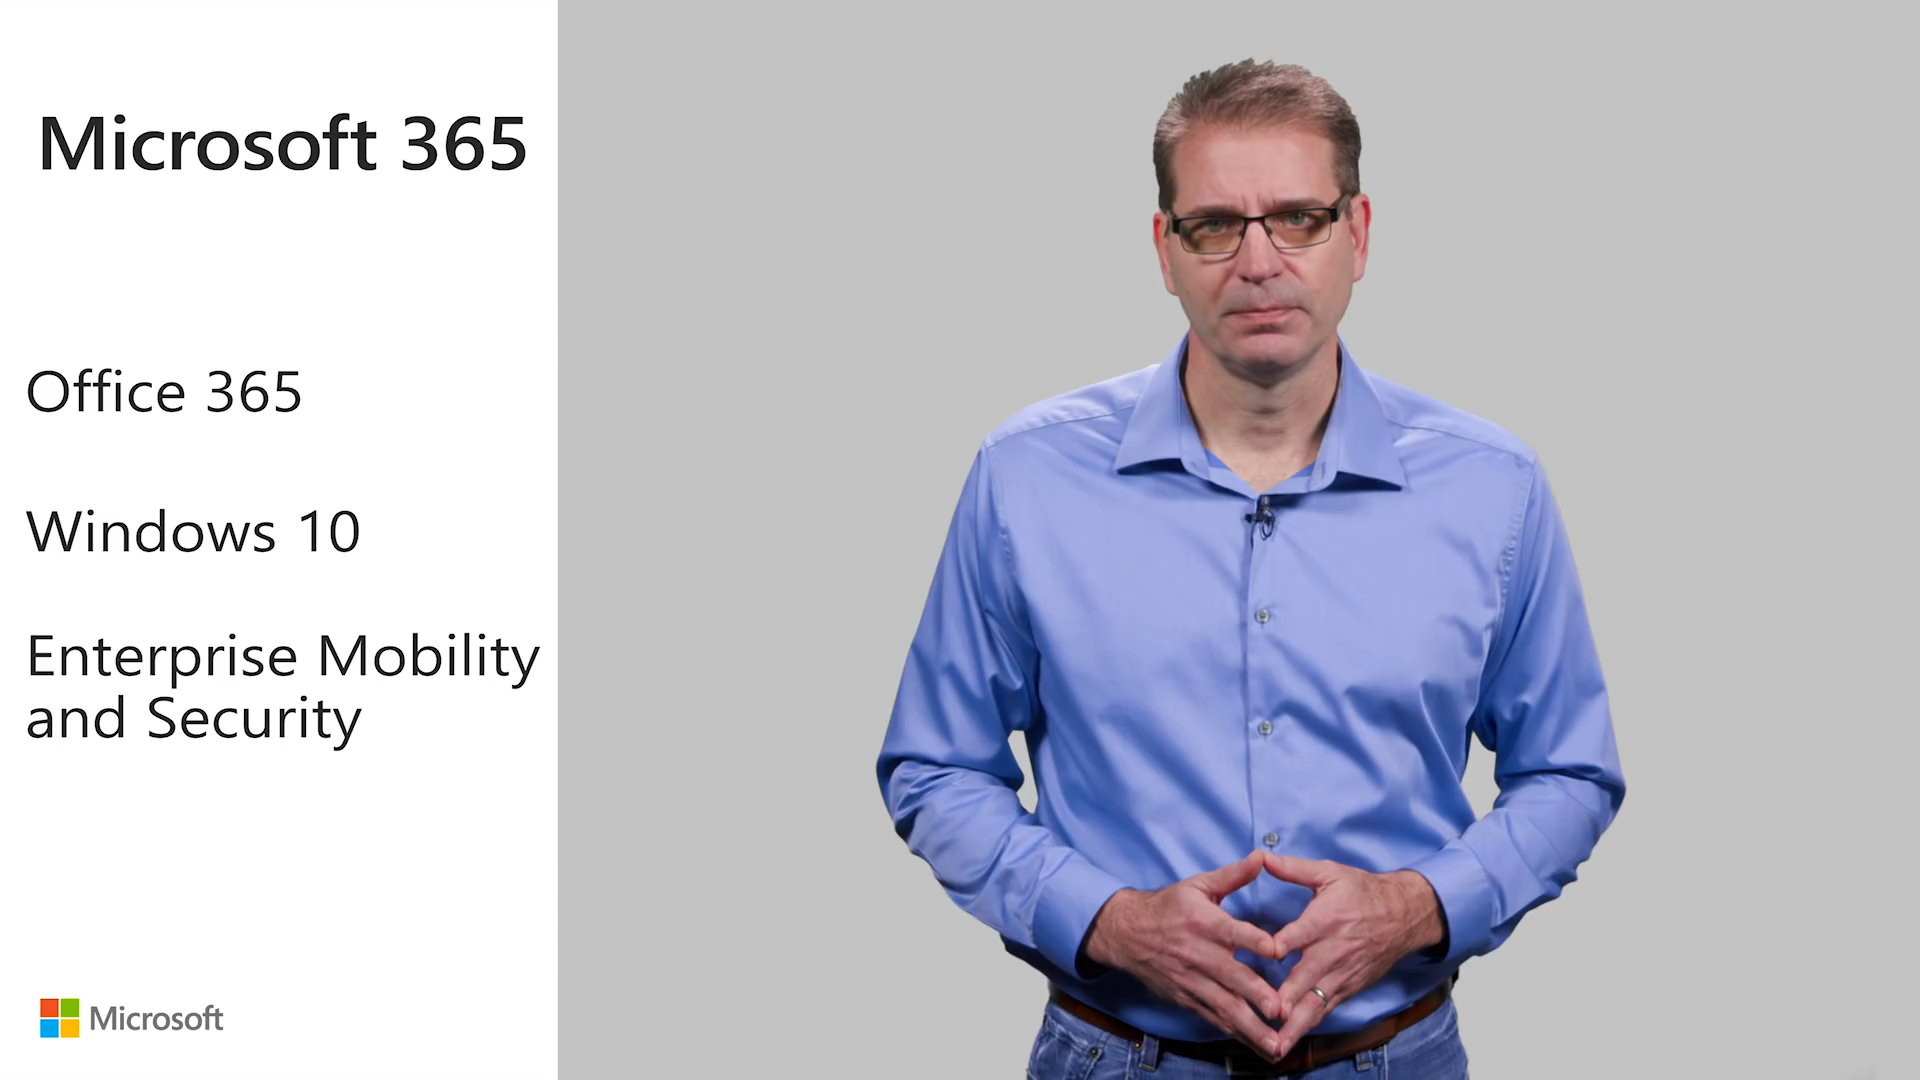 Microsoft 365
Office 365
Windows 10
Enterprise Mobility
and Security
Microsoft